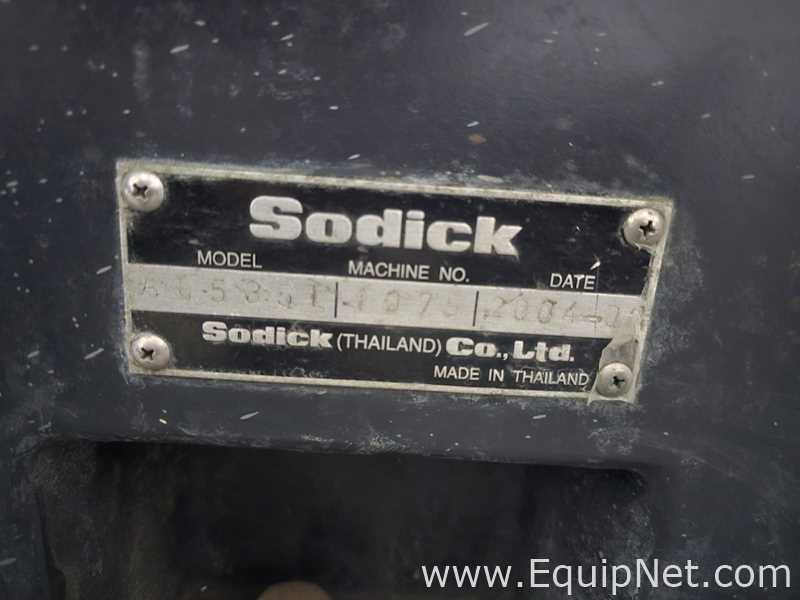 Sodick
MODEL MACHINE NO. DATE
Sodick (THAILAND) Co., Ltd.
MADE IN THAILAND
www.EquipNet.com